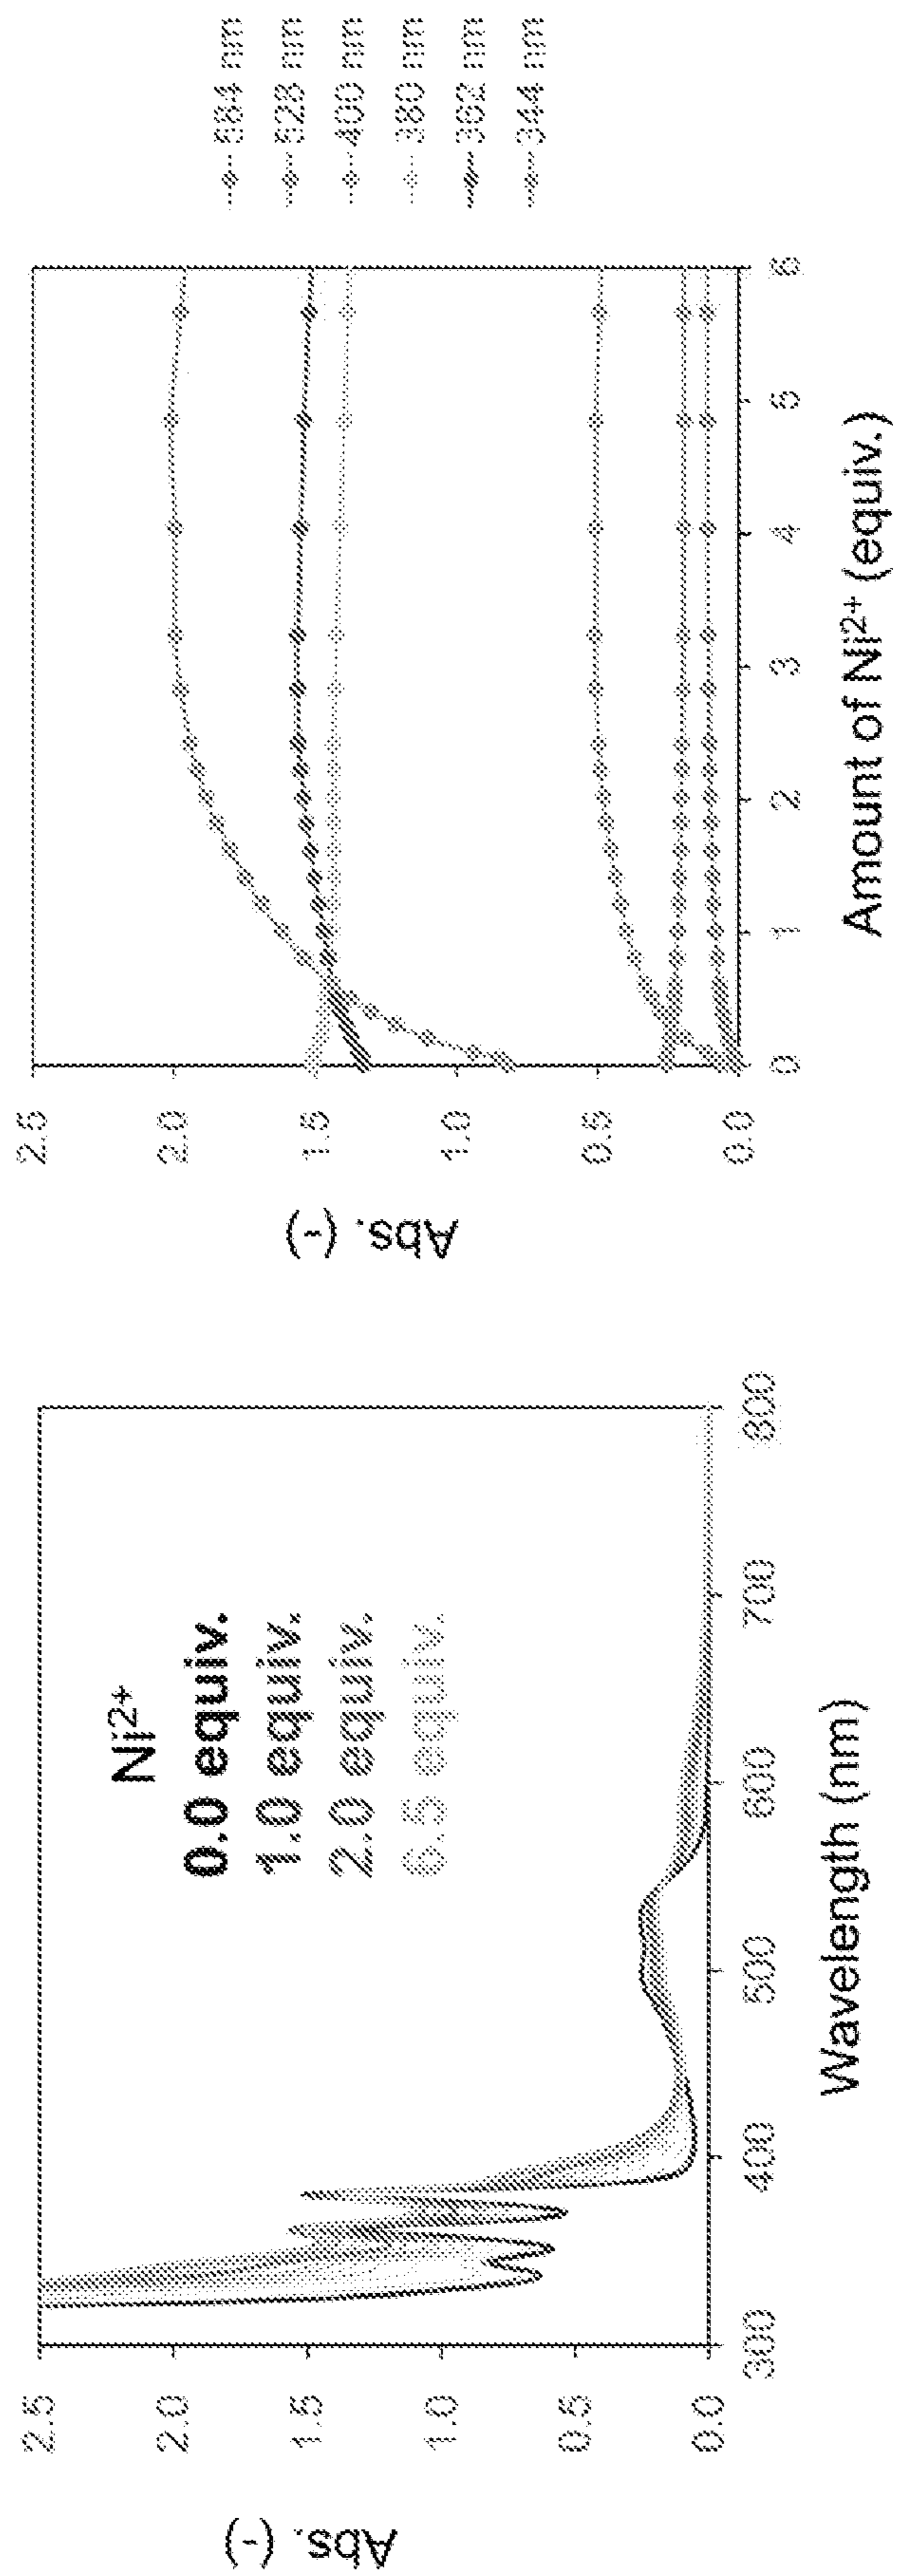 Abs. (-)
2.5
2.0
1.5
1.0
0.5
0.0
Ni2+
0.0 equiv.
1.0 equiv.
2.0 equiv.
6.5 equiv.
300 400 500 600 700 800
Wavelength (nm)
Abs. (-)
2.5
2.0
1.5
1.0
0.5
0.0
0 1 2 3 4 5 6
Amount of Ni2+ (equiv.)
584 nm
528 nm
400 nm
380 nm
362 nm
344 nm